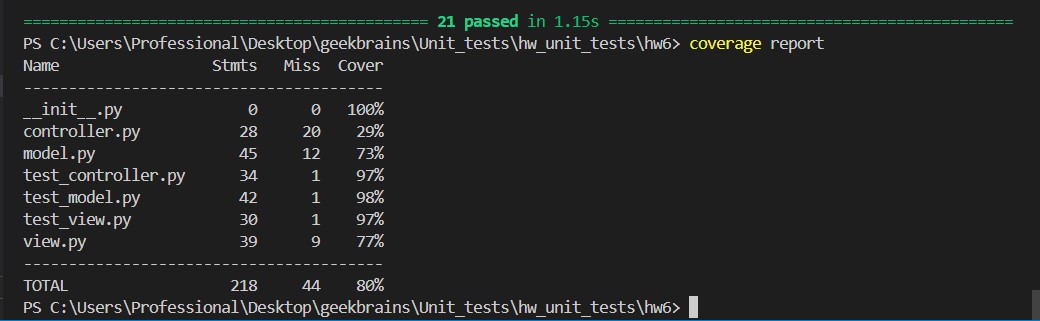 ============================================ 21 passed in 1.15s ============================================
PS C:\Users\Professional\Desktop\geekbrains\Unit_tests\hw_unit_tests\hw6> coverage report
Name                 Stmts   Miss  Cover
----------------------------------------
__init__.py              0      0   100%
controller.py           28     20    29%
model.py                45     12    73%
test_controller.py      34      1    97%
test_model.py           42      1    98%
test_view.py            30      1    97%
view.py                 39      9    77%
----------------------------------------
TOTAL                  218     44    80%
PS C:\Users\Professional\Desktop\geekbrains\Unit_tests\hw_unit_tests\hw6>